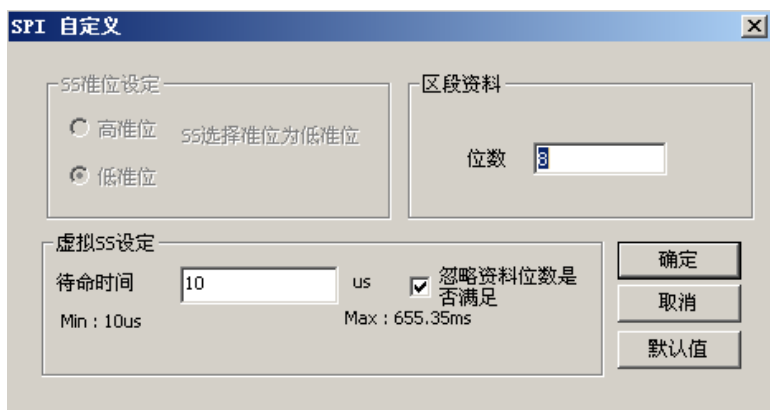 SPI 自定义
SS准位设定
高准位
SS选择准位为低准位
低准位
区段资料
位数 8
虚拟SS设定
待命时间 10 us
忽略资料位数是
否满足
Min : 10us
Max : 655.35ms
确定
取消
默认值